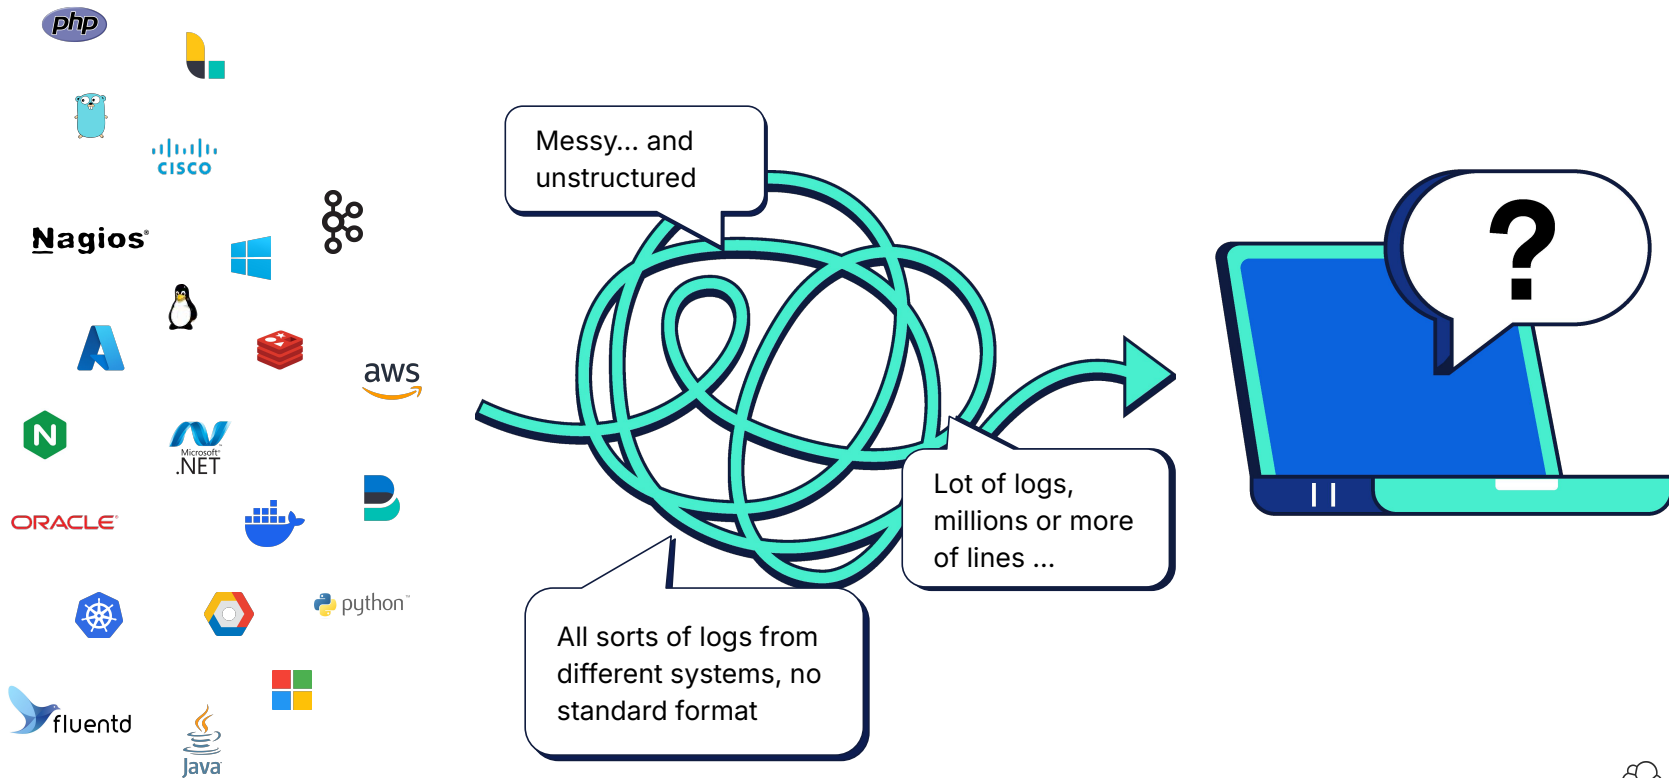 php
CISCO
Nagios®
aws
N
Microsoft®
.NET
ORACLE®
python™
fluentd
Java
Messy... and
unstructured
All sorts of logs from
different systems, no
standard format
Lot of logs,
millions or more
of lines ...
?